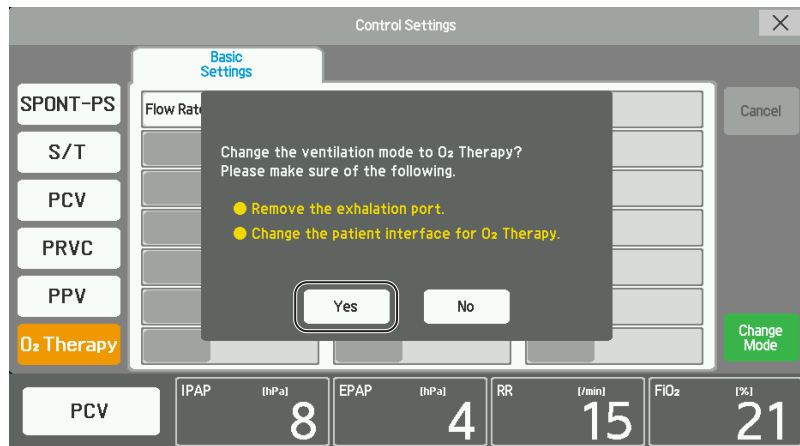 Control Settings
Basic
Settings
SPONT-PS
S/T
PCV
PRVC
PPV
O₂ Therapy
Flow Rat
Change the ventilation mode to O₂ Therapy?
Please make sure of the following.
Remove the exhalation port.
Change the patient interface for O₂ Therapy.
Yes
No
Cancel
Change
Mode
PCV
IPAP [hPa] 8
EPAP [hPa] 4
RR [/min] 15
FiO₂ [%] 21